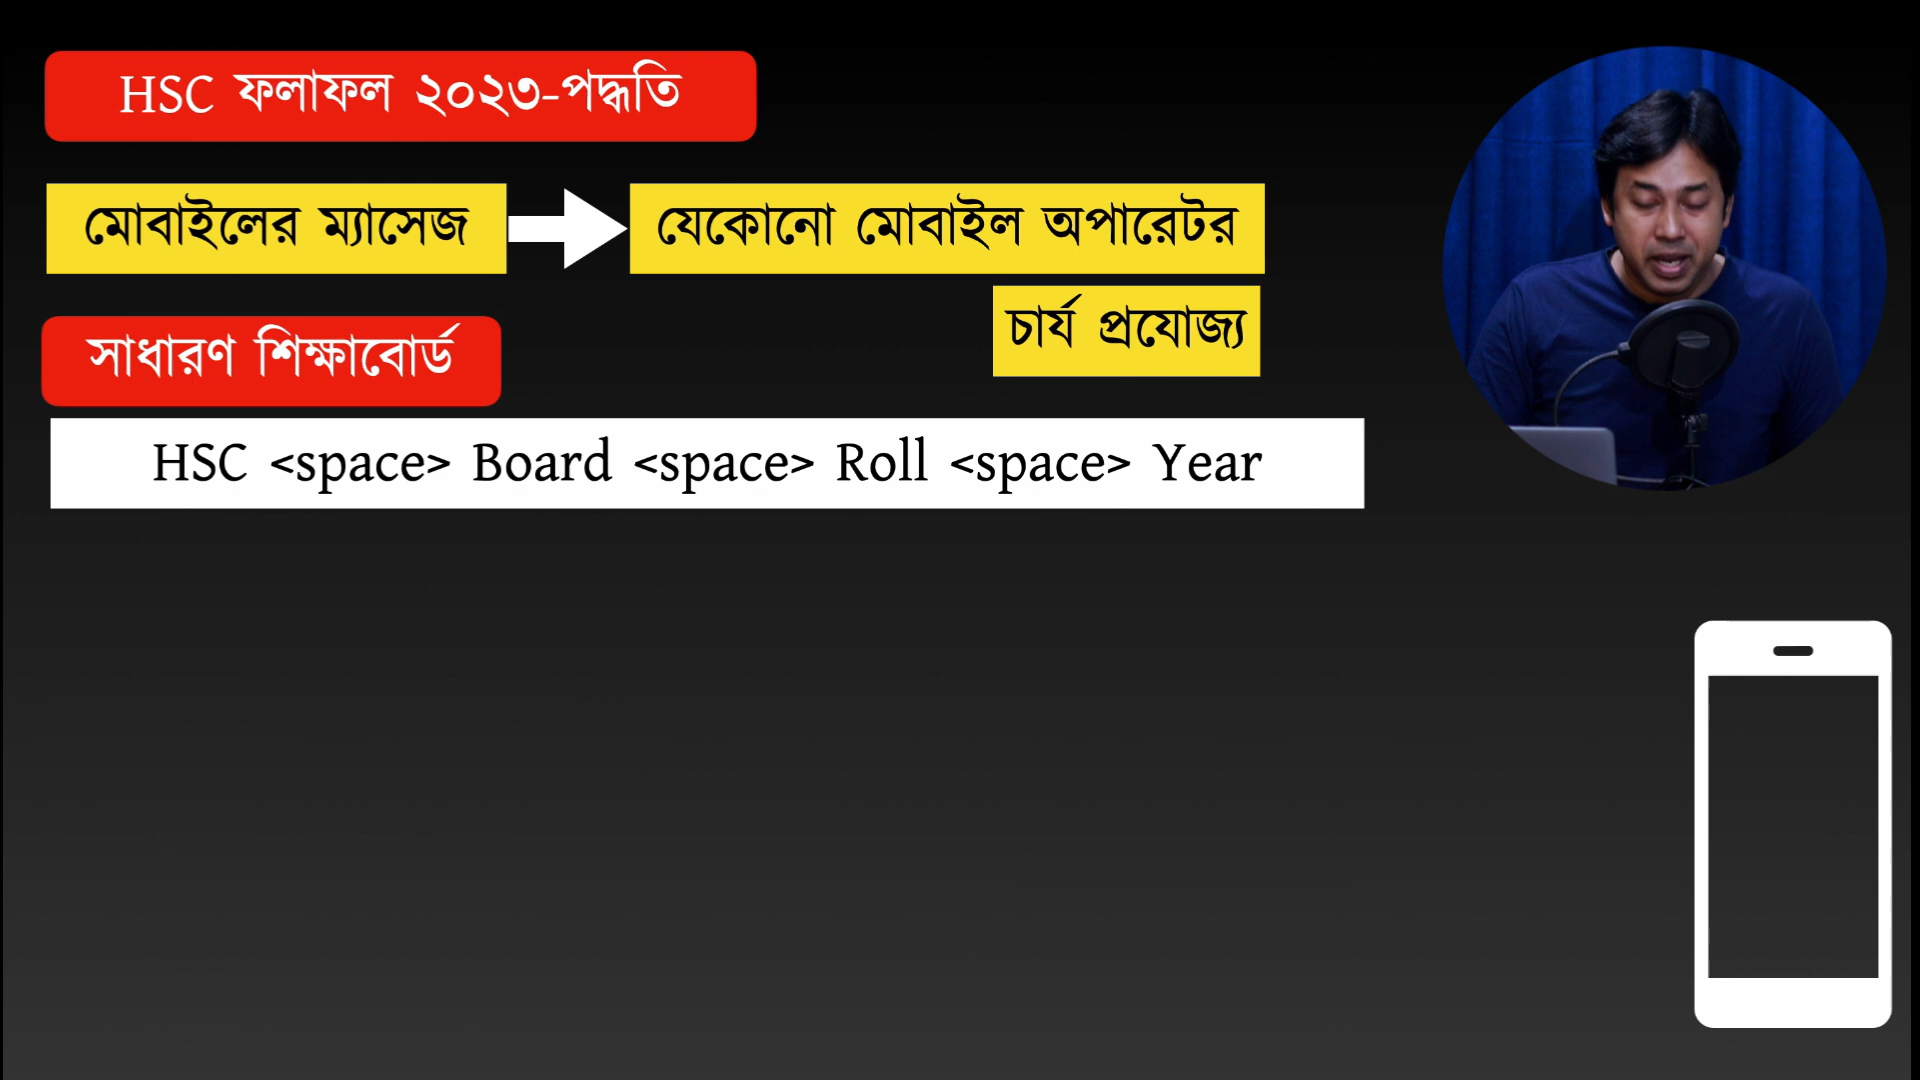 HSC ফলাফল ২০২৩-পদ্ধতি
মোবাইলের ম্যাসেজ
যেকোনো মোবাইল অপারেটর
চার্য প্রযোজ্য
সাধারণ শিক্ষাবোর্ড
HSC <space> Board <space> Roll <space> Year